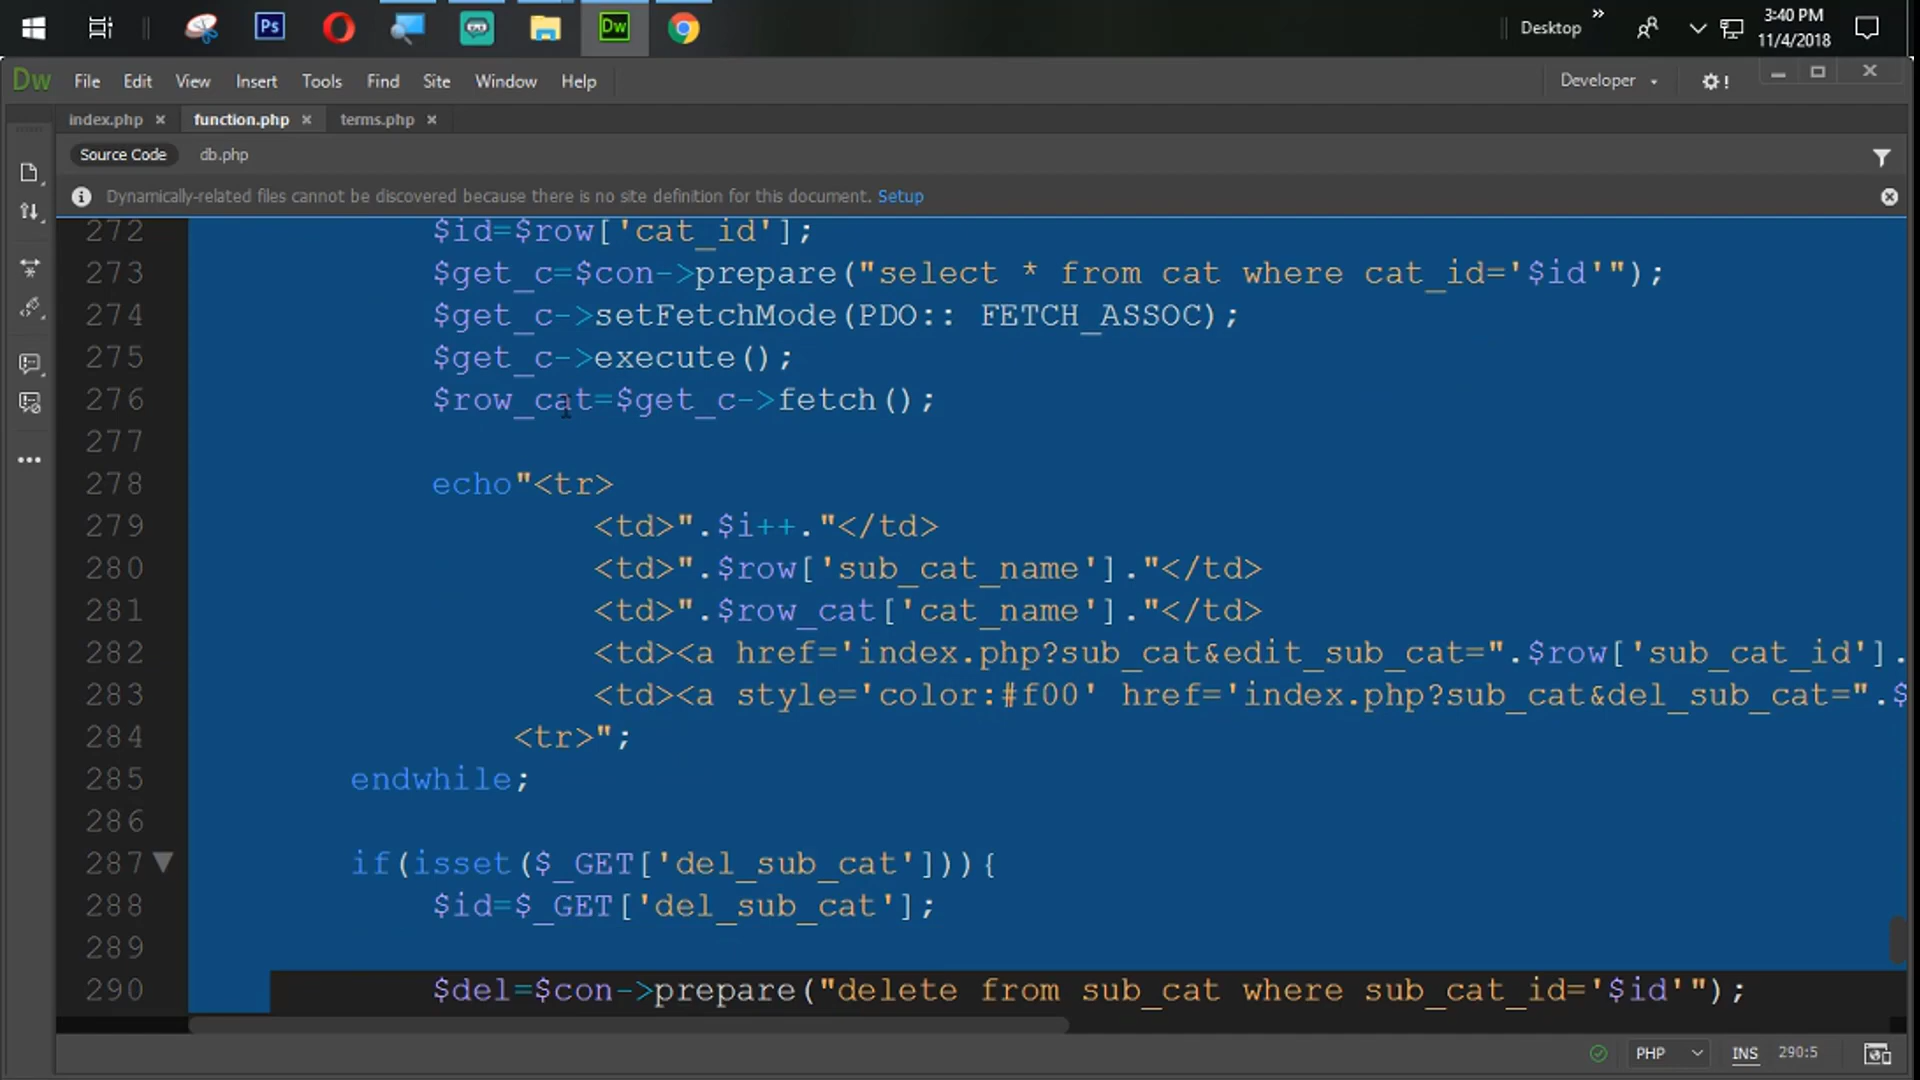 Ps
Dw
Desktop
»
3:40 PM
11/4/2018
Dw File Edit View Insert Tools Find Site Window Help
Developer
!
index.php × function.php × terms.php ×
Source Code db.php
Dynamically-related files cannot be discovered because there is no site definition for this document. Setup
272 $id=$row['cat_id'];
273 $get_c=$con->prepare("select * from cat where cat_id='$id'");
274 $get_c->setFetchMode(PDO:: FETCH_ASSOC);
275 $get_c->execute();
276 $row_cat=$get_c->fetch();
277
278 echo"<tr>
279 <td>".$i++."</td>
280 <td>".$row['sub_cat_name']."</td>
281 <td>".$row_cat['cat_name']."</td>
282 <td><a href='index.php?sub_cat&edit_sub_cat=".$row['sub_cat_id'].
283 <td><a style='color:#f00' href='index.php?sub_cat&del_sub_cat=".$
284 <tr>";
285 endwhile;
286
287 if(isset($_GET['del_sub_cat'])){
288 $id=$_GET['del_sub_cat'];
289
290 $del=$con->prepare("delete from sub_cat where sub_cat_id='$id'");
PHP INS 290:5